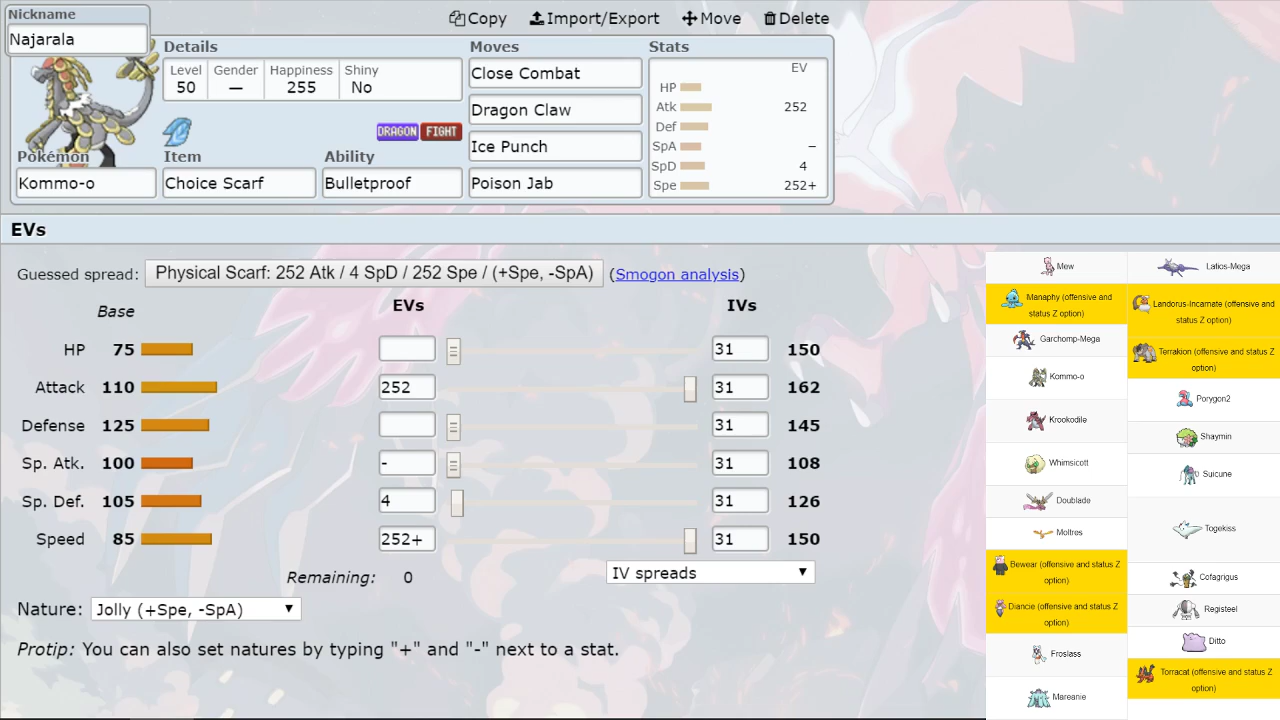 Nickname
Najarala
Copy
Import/Export
Move
Delete
Details
Level
50
Gender
—
Happiness
255
Shiny
No
DRAGON
FIGHT
Pokémon
Kommo-o
Item
Choice Scarf
Ability
Bulletproof
Moves
Close Combat
Dragon Claw
Ice Punch
Poison Jab
Stats
EV
HP
Atk 252
Def
SpA –
SpD 4
Spe 252+
EVs
Guessed spread: Physical Scarf: 252 Atk / 4 SpD / 252 Spe / (+Spe, -SpA) (Smogon analysis)
Base EVs IVs
HP 75 31 150
Attack 110 252 31 162
Defense 125 31 145
Sp. Atk. 100 - 31 108
Sp. Def. 105 4 31 126
Speed 85 252+ 31 150
Remaining: 0
IV spreads
Nature: Jolly (+Spe, -SpA)
Protip: You can also set natures by typing "+" and "-" next to a stat.
Mew
Manaphy (offensive and
status Z option)
Garchomp-Mega
Kommo-o
Krookodile
Whimsicott
Doublade
Moltres
Bewear (offensive and status Z
option)
Diancie (offensive and status Z
option)
Froslass
Mareanie
Latios-Mega
Landorus-Incarnate (offensive and
status Z option)
Terrakion (offensive and status Z
option)
Porygon2
Shaymin
Suicune
Togekiss
Cofagrigus
Registeel
Ditto
Torracat (offensive and status Z
option)